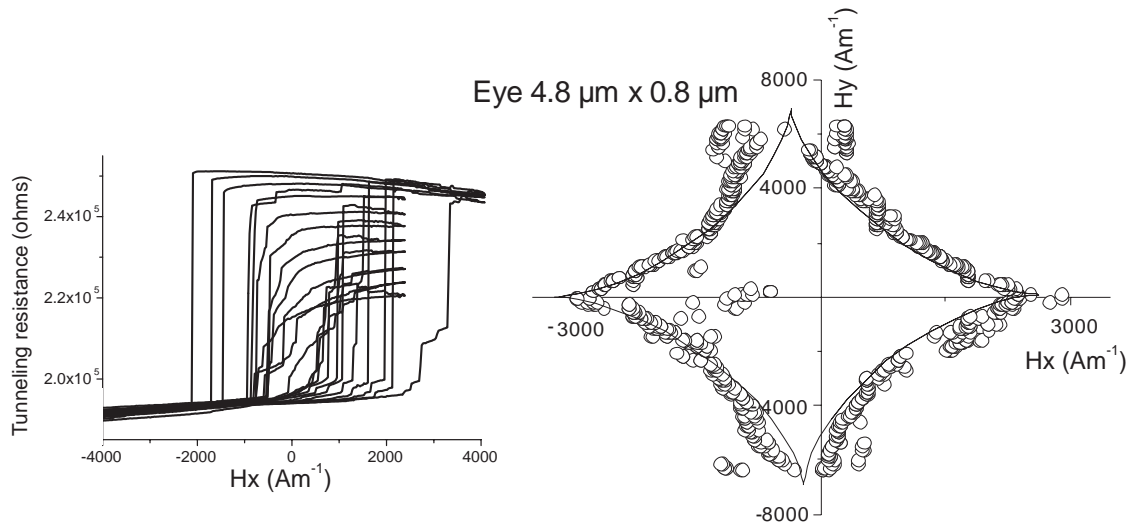 Eye 4.8 µm x 0.8 µm
Tunneling resistance (ohms)
2.4x10⁵
2.2x10⁵
2.0x10⁵
-4000
-2000
0
2000
4000
Hx (Am⁻¹)
8000
Hy (Am⁻¹)
4000
-3000
3000
Hx (Am⁻¹)
4000
-8000